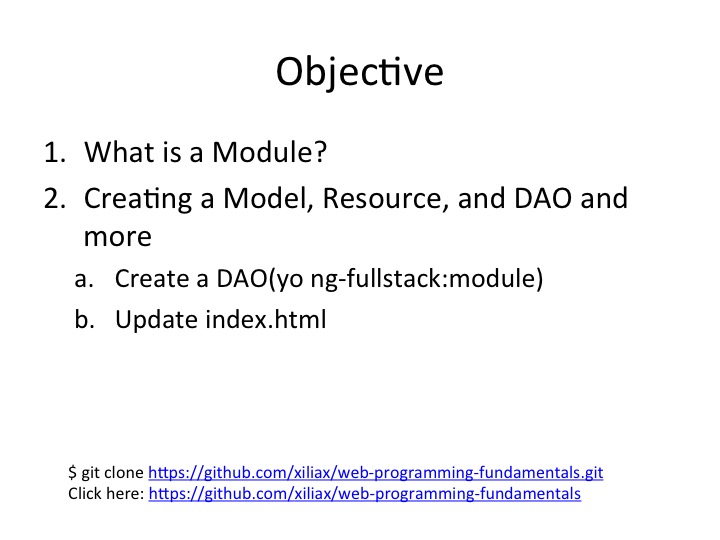 Objective
1. What is a Module?
2. Creating a Model, Resource, and DAO and
more
a. Create a DAO(yo ng-fullstack:module)
b. Update index.html
$ git clone https://github.com/xiliax/web-programming-fundamentals.git
Click here: https://github.com/xiliax/web-programming-fundamentals